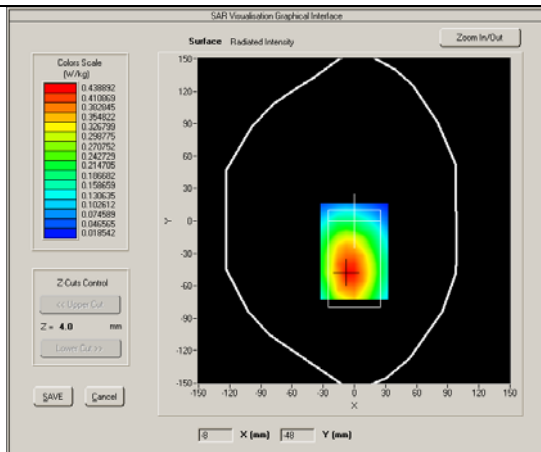 SAR Visualisation Graphical Interface
Surface Radiated Intensity
Zoom In/Out
Colors Scale
(W/kg)
0.438892
0.410869
0.382845
0.354822
0.326799
0.298775
0.270752
0.242729
0.214705
0.186682
0.158659
0.130635
0.102612
0.074589
0.046565
0.018542
Z Cuts Control
<< Upper Cut
Z = 4.0 mm
Lower Cut >>
SAVE Cancel
150
120
90
60
30
0
-30
-60
-90
-120
-150
Y
-150 -120 -90 -60 -30 0 30 60 90 120 150
X
-8 X (mm) -48 Y (mm)